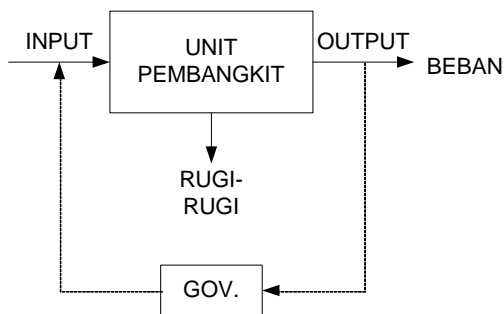 INPUT
UNIT
PEMBANGKIT
OUTPUT
BEBAN
RUGI-
RUGI
GOV.